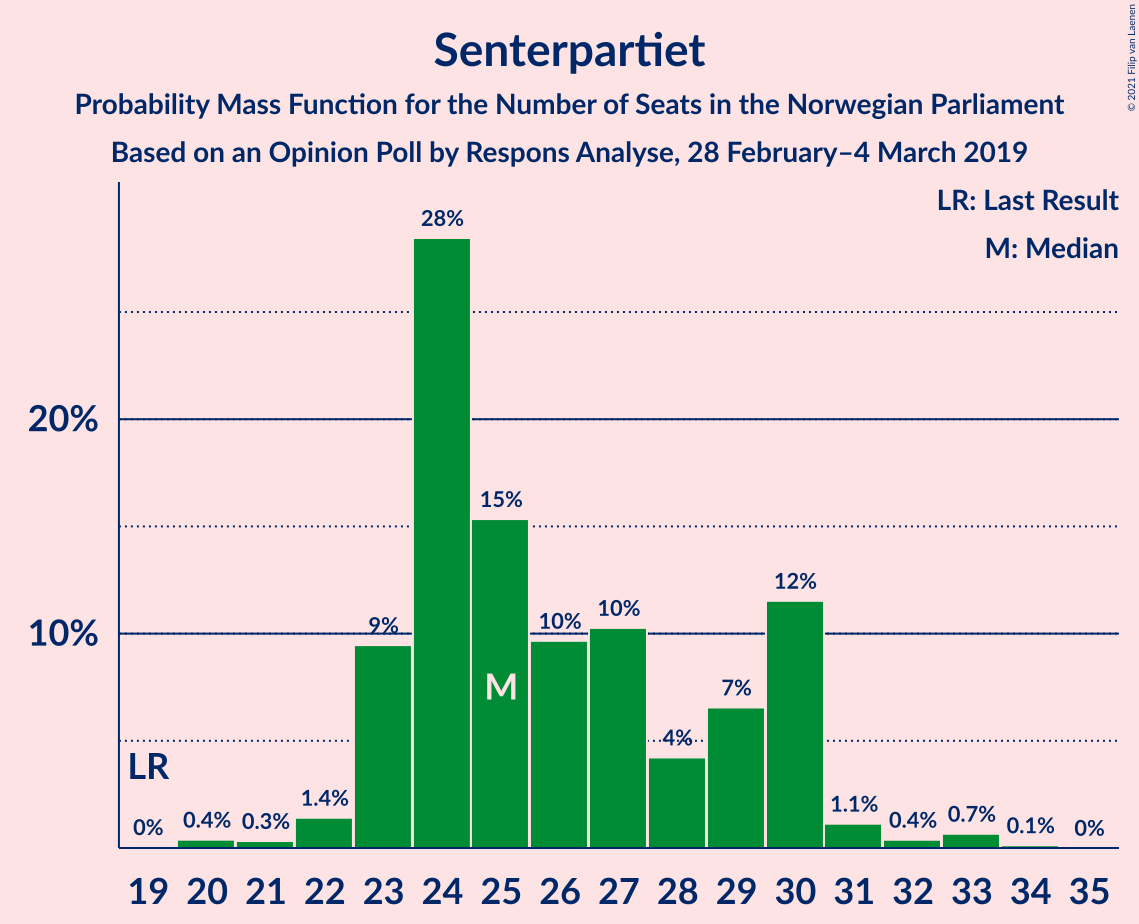 © 2021 Filip van Laenen
Senterpartiet
Probability Mass Function for the Number of Seats in the Norwegian Parliament
Based on an Opinion Poll by Respons Analyse, 28 February–4 March 2019
LR: Last Result
M: Median
28%
20%
15%
12%
10%
9%
10%
10%
M
7%
4%
LR
0%
0.4%
0.3%
1.4%
1.1%
0.4%
0.7%
0.1%
0%
19 20 21 22 23 24 25 26 27 28 29 30 31 32 33 34 35